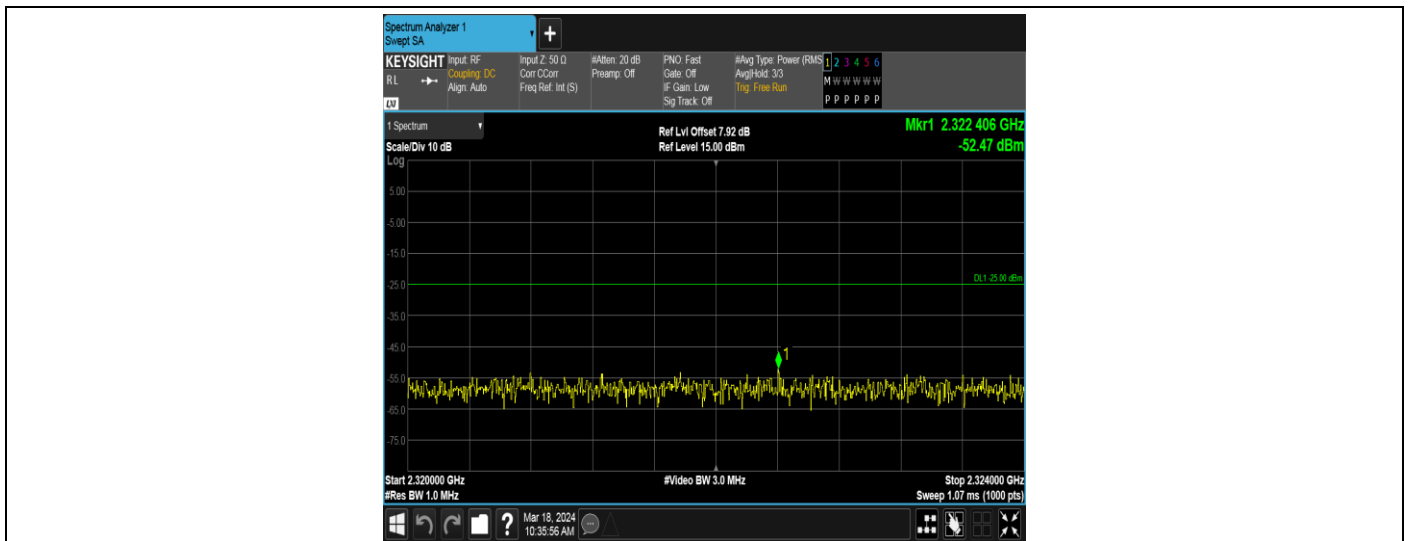 Spectrum Analyzer 1
Swept SA
+
KEYSIGHT
RL
LXI
Input: RF
Coupling: DC
Align: Auto
Input Z: 50 Ω
Corr CCorr
Freq Ref: Int (S)
#Atten: 20 dB
Preamp: Off
PNO: Fast
Gate: Off
IF Gain: Low
Sig Track: Off
#Avg Type: Power (RMS
Avg|Hold: 3/3
Trig: Free Run
1 2 3 4 5 6
M W W W W W
P P P P P P
1 Spectrum
Scale/Div 10 dB
Log
Ref Lvl Offset 7.92 dB
Ref Level 15.00 dBm
Mkr1 2.322 406 GHz
-52.47 dBm
5.00
-5.00
-15.0
-25.0
DL1 -25.00 dBm
-35.0
-45.0
1
-55.0
-65.0
-75.0
Start 2.320000 GHz
#Res BW 1.0 MHz
#Video BW 3.0 MHz
Stop 2.324000 GHz
Sweep 1.07 ms (1000 pts)
?
Mar 18, 2024
10:35:56 AM